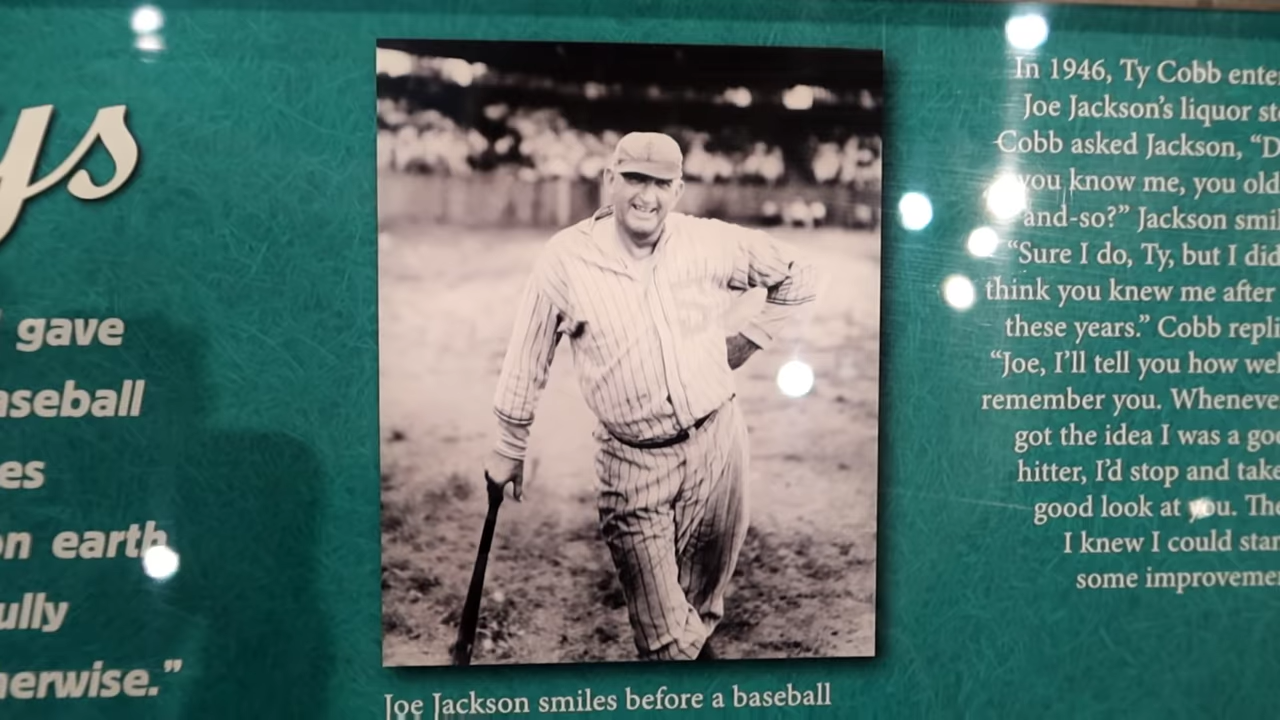 ys
gave
aseball
es
on earth
ully
herwise.”
Joe Jackson smiles before a baseball
In 1946, Ty Cobb ente
Joe Jackson’s liquor st
Cobb asked Jackson, “D
you know me, you old
and-so?” Jackson smil
“Sure I do, Ty, but I did
think you knew me after
these years.” Cobb repli
“Joe, I’ll tell you how wel
remember you. Wheneve
got the idea I was a goo
hitter, I’d stop and take
good look at you. The
I knew I could star
some improvemen